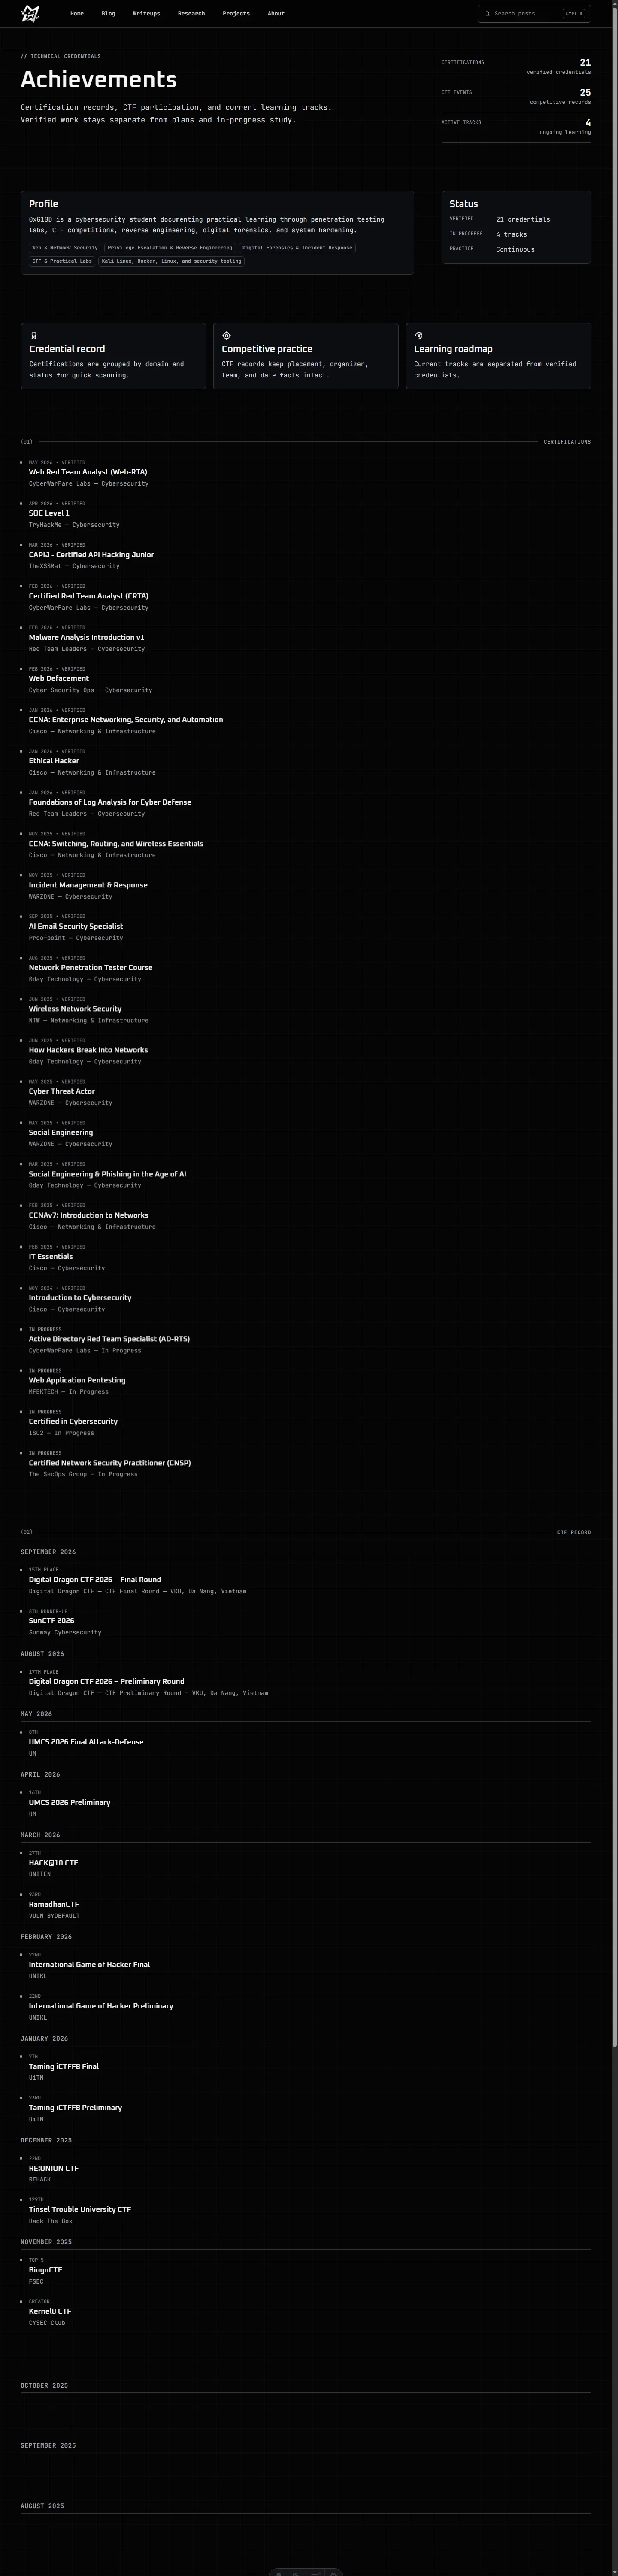 Home Blog Writeups Research Projects About
Search posts... Ctrl K
// TECHNICAL CREDENTIALS
Achievements
Certification records, CTF participation, and current learning tracks.
Verified work stays separate from plans and in-progress study.
CERTIFICATIONS 21
verified credentials
CTF EVENTS 25
competitive records
ACTIVE TRACKS 4
ongoing learning
Profile
0xG10D is a cybersecurity student documenting practical learning through penetration testing
labs, CTF competitions, reverse engineering, digital forensics, and system hardening.
Web & Network Security Privilege Escalation & Reverse Engineering Digital Forensics & Incident Response
CTF & Practical Labs Kali Linux, Docker, Linux, and security tooling
Status
VERIFIED 21 credentials
IN PROGRESS 4 tracks
PRACTICE Continuous
Credential record
Certifications are grouped by domain and
status for quick scanning.
Competitive practice
CTF records keep placement, organizer,
team, and date facts intact.
Learning roadmap
Current tracks are separated from verified
credentials.
(01) CERTIFICATIONS
MAY 2026 • VERIFIED
Web Red Team Analyst (Web-RTA)
CyberWarFare Labs — Cybersecurity
APR 2026 • VERIFIED
SOC Level 1
TryHackMe — Cybersecurity
MAR 2026 • VERIFIED
CAPIJ - Certified API Hacking Junior
TheXSSRat — Cybersecurity
FEB 2026 • VERIFIED
Certified Red Team Analyst (CRTA)
CyberWarFare Labs — Cybersecurity
FEB 2026 • VERIFIED
Malware Analysis Introduction v1
Red Team Leaders — Cybersecurity
FEB 2026 • VERIFIED
Web Defacement
Cyber Security Ops — Cybersecurity
JAN 2026 • VERIFIED
CCNA: Enterprise Networking, Security, and Automation
Cisco — Networking & Infrastructure
JAN 2026 • VERIFIED
Ethical Hacker
Cisco — Networking & Infrastructure
JAN 2026 • VERIFIED
Foundations of Log Analysis for Cyber Defense
Red Team Leaders — Cybersecurity
NOV 2025 • VERIFIED
CCNA: Switching, Routing, and Wireless Essentials
Cisco — Networking & Infrastructure
NOV 2025 • VERIFIED
Incident Management & Response
WARZONE — Cybersecurity
SEP 2025 • VERIFIED
AI Email Security Specialist
Proofpoint — Cybersecurity
AUG 2025 • VERIFIED
Network Penetration Tester Course
0day Technology — Cybersecurity
JUN 2025 • VERIFIED
Wireless Network Security
NTW — Networking & Infrastructure
JUN 2025 • VERIFIED
How Hackers Break Into Networks
0day Technology — Cybersecurity
MAY 2025 • VERIFIED
Cyber Threat Actor
WARZONE — Cybersecurity
MAY 2025 • VERIFIED
Social Engineering
WARZONE — Cybersecurity
MAR 2025 • VERIFIED
Social Engineering & Phishing in the Age of AI
0day Technology — Cybersecurity
FEB 2025 • VERIFIED
CCNAv7: Introduction to Networks
Cisco — Networking & Infrastructure
FEB 2025 • VERIFIED
IT Essentials
Cisco — Cybersecurity
NOV 2024 • VERIFIED
Introduction to Cybersecurity
Cisco — Cybersecurity
IN PROGRESS
Active Directory Red Team Specialist (AD-RTS)
CyberWarFare Labs — In Progress
IN PROGRESS
Web Application Pentesting
MFBKTECH — In Progress
IN PROGRESS
Certified in Cybersecurity
ISC2 — In Progress
IN PROGRESS
Certified Network Security Practitioner (CNSP)
The SecOps Group — In Progress
(02) CTF RECORD
SEPTEMBER 2026
15TH PLACE
Digital Dragon CTF 2026 – Final Round
Digital Dragon CTF — CTF Final Round — VKU, Da Nang, Vietnam
8TH RUNNER-UP
SunCTF 2026
Sunway Cybersecurity
AUGUST 2026
17TH PLACE
Digital Dragon CTF 2026 – Preliminary Round
Digital Dragon CTF — CTF Preliminary Round — VKU, Da Nang, Vietnam
MAY 2026
8TH
UMCS 2026 Final Attack-Defense
UM
APRIL 2026
16TH
UMCS 2026 Preliminary
UM
MARCH 2026
27TH
HACK@10 CTF
UNITEN
93RD
RamadhanCTF
VULN BYDEFAULT
FEBRUARY 2026
22ND
International Game of Hacker Final
UNIKL
22ND
International Game of Hacker Preliminary
UNIKL
JANUARY 2026
7TH
Taming iCTFF8 Final
UiTM
23RD
Taming iCTFF8 Preliminary
UiTM
DECEMBER 2025
22ND
RE:UNION CTF
REHACK
129TH
Tinsel Trouble University CTF
Hack The Box
NOVEMBER 2025
TOP 5
BingoCTF
FSEC
CREATOR
Kernel0 CTF
CYSEC Club
OCTOBER 2025
SEPTEMBER 2025
AUGUST 2025